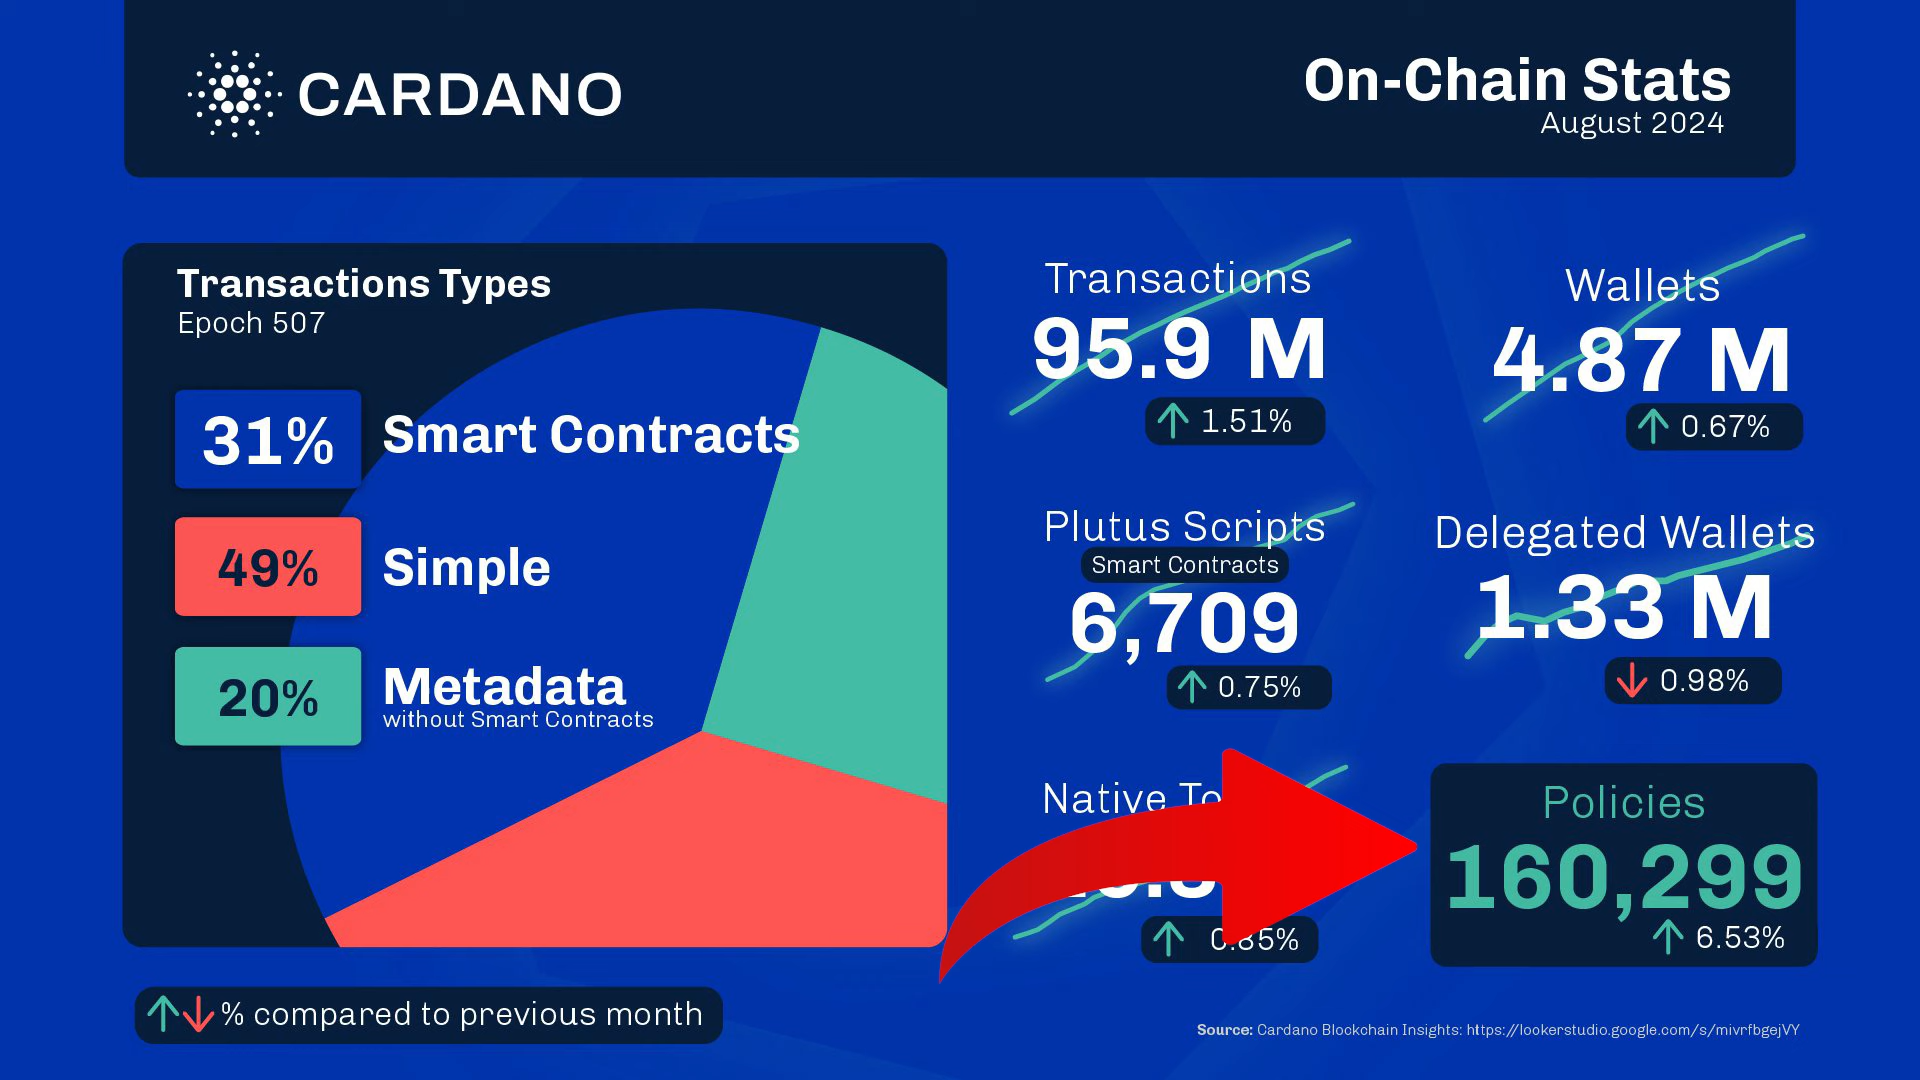 CARDANO
On-Chain Stats
August 2024
Transactions Types
Epoch 507
31% Smart Contracts
49% Simple
20% Metadata
without Smart Contracts
Transactions
95.9 M
1.51%
Wallets
4.87 M
0.67%
Plutus Scripts
Smart Contracts
6,709
0.75%
Delegated Wallets
1.33 M
0.98%
Native
0.85%
Policies
160,299
6.53%
% compared to previous month
Source: Cardano Blockchain Insights: https://lookerstudio.google.com/s/mivrfbgejVY